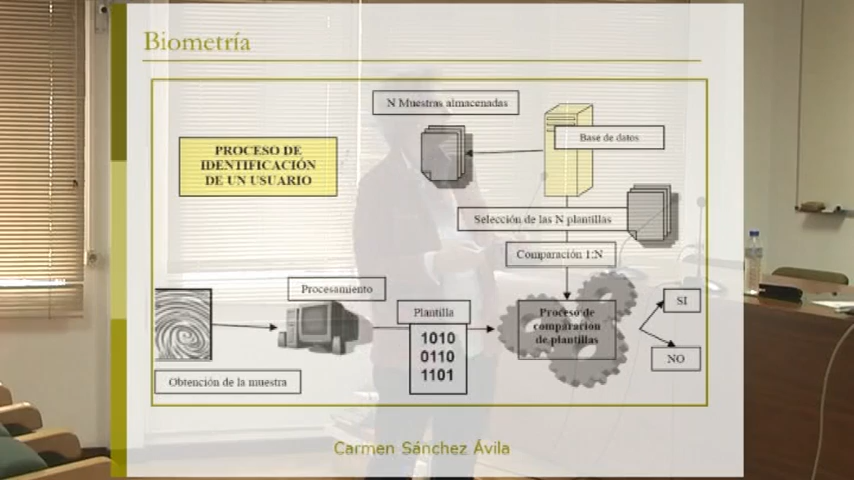 Biometría
N Muestras almacenadas
Base de datos
PROCESO DE
IDENTIFICACIÓN
DE UN USUARIO
Selección de las N plantillas
Comparación 1:N
Procesamiento
Plantilla
1010
0110
1101
Proceso de
comparación
de plantillas
SI
NO
Obtención de la muestra
Carmen Sánchez Ávila